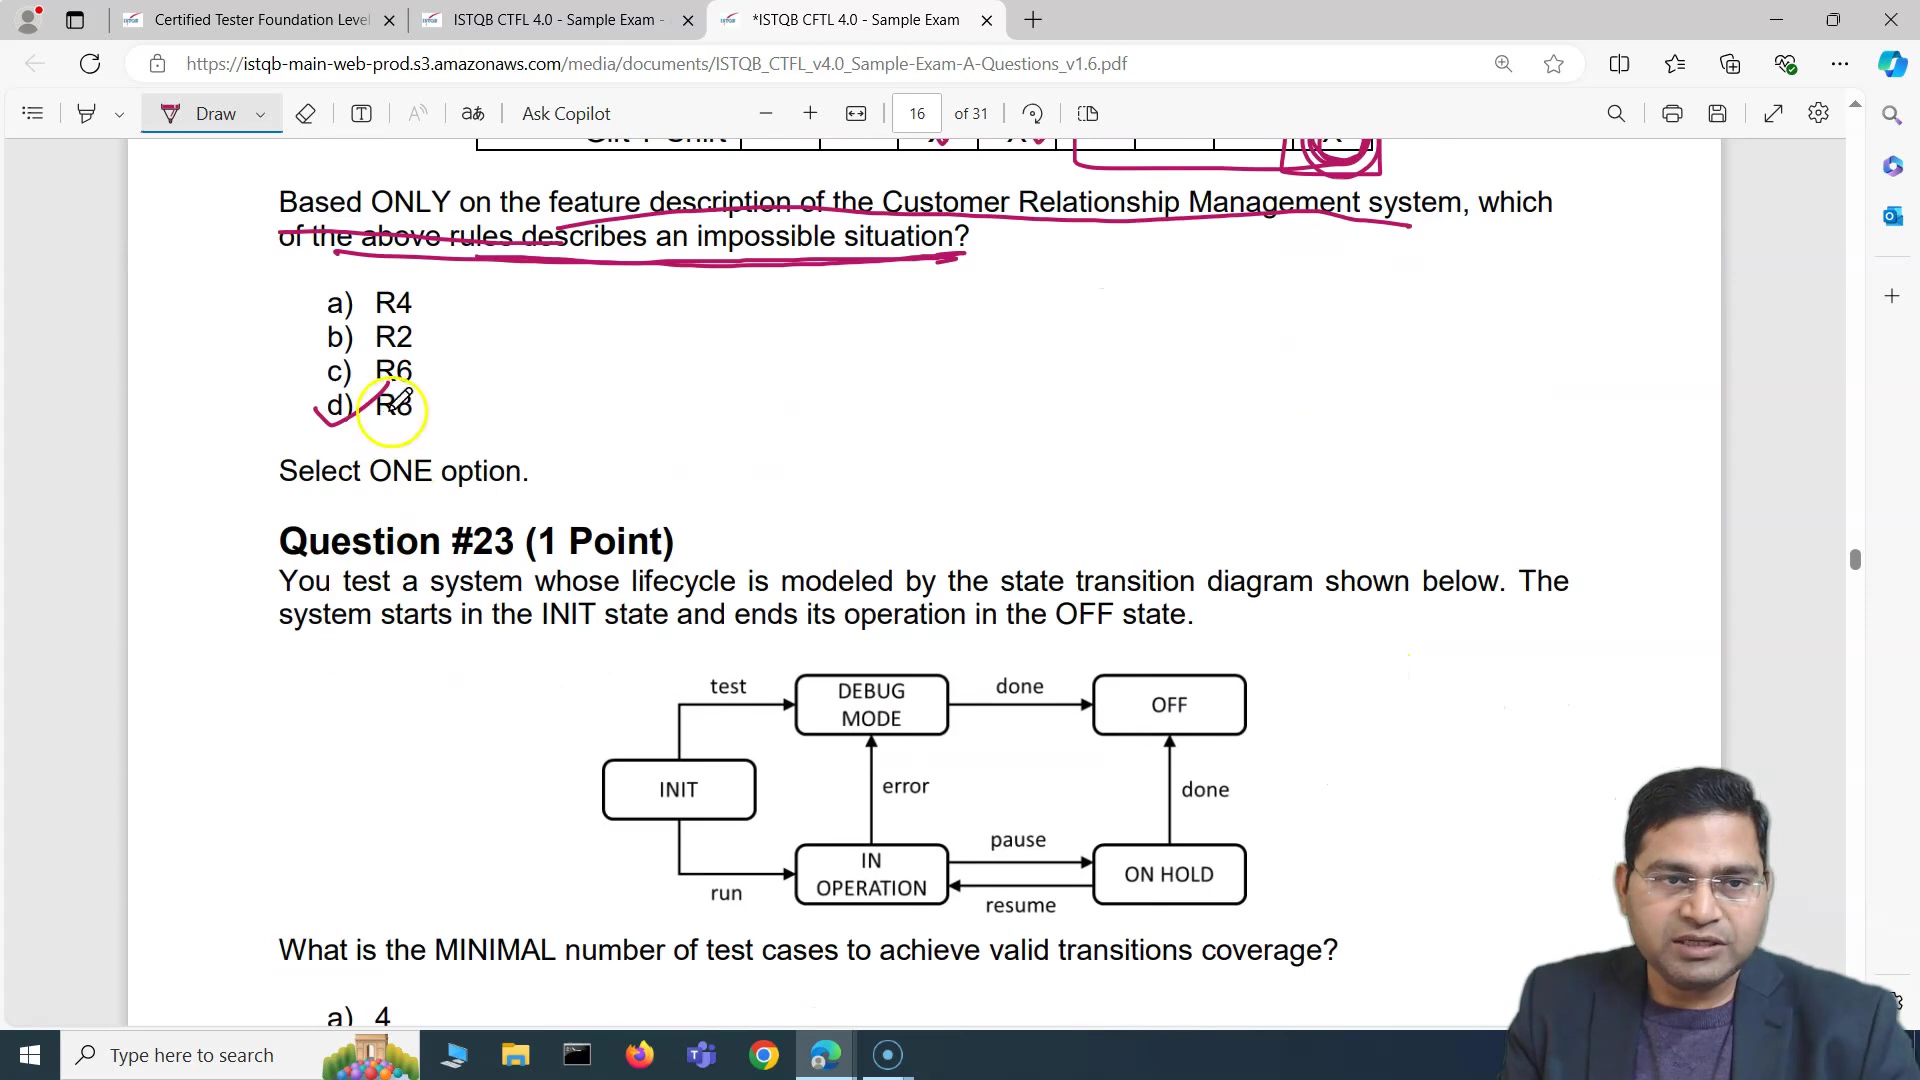 Certified Tester Foundation Level
ISTQB CTFL 4.0 - Sample Exam -
*ISTQB CFTL 4.0 - Sample Exam
https://istqb-main-web-prod.s3.amazonaws.com/media/documents/ISTQB_CTFL_v4.0_Sample-Exam-A-Questions_v1.6.pdf
Draw
aあ
Ask Copilot
16 of 31
Based ONLY on the feature description of the Customer Relationship Management system, which
of the above rules describes an impossible situation?
a) R4
b) R2
c) R6
d) R8
Select ONE option.
Question #23 (1 Point)
You test a system whose lifecycle is modeled by the state transition diagram shown below. The
system starts in the INIT state and ends its operation in the OFF state.
test
DEBUG
MODE
done
OFF
INIT
error
done
run
IN
OPERATION
pause
resume
ON HOLD
What is the MINIMAL number of test cases to achieve valid transitions coverage?
a) 4
Type here to search